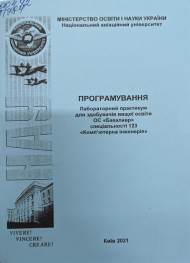 МІНІСТЕРСТВО ОСВІТИ І НАУКИ УКРАЇНИ
Національний авіаційний університет
ПРОГРАМУВАННЯ
Лабораторний практикум
для здобувачів вищої освіти
ОС «Бакалавр»
спеціальності 123
«Комп'ютерна інженерія»
НАУ
VIVERE!
VINCERE!
CREARE!
Київ 2021